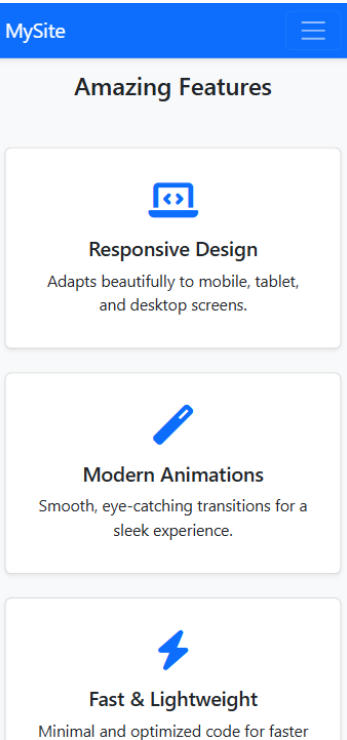 MySite
Amazing Features
Responsive Design
Adapts beautifully to mobile, tablet,
and desktop screens.
Modern Animations
Smooth, eye-catching transitions for a
sleek experience.
Fast & Lightweight
Minimal and optimized code for faster